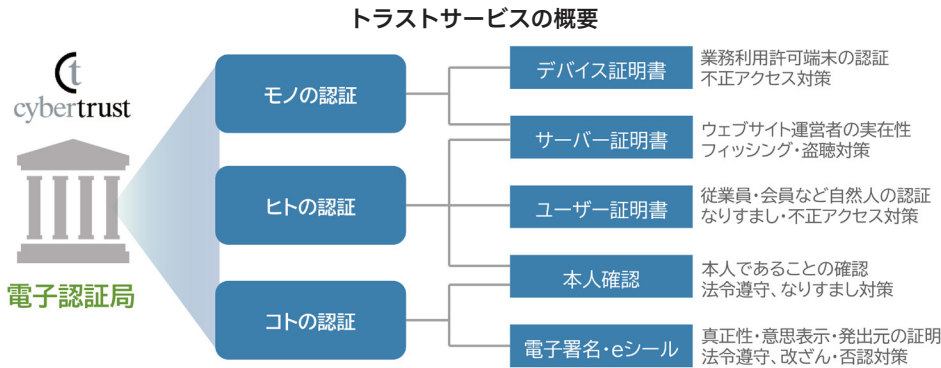 トラストサービスの概要
cybertrust
電子認証局
モノの認証
ヒトの認証
コトの認証
デバイス証明書
業務利用許可端末の認証
不正アクセス対策
サーバー証明書
ウェブサイト運営者の実在性
フィッシング・盗聴対策
ユーザー証明書
従業員・会員など自然人の認証
なりすまし・不正アクセス対策
本人確認
本人であることの確認
法令遵守、なりすまし対策
電子署名・eシール
真正性・意思表示・発出元の証明
法令遵守、改ざん・否認対策